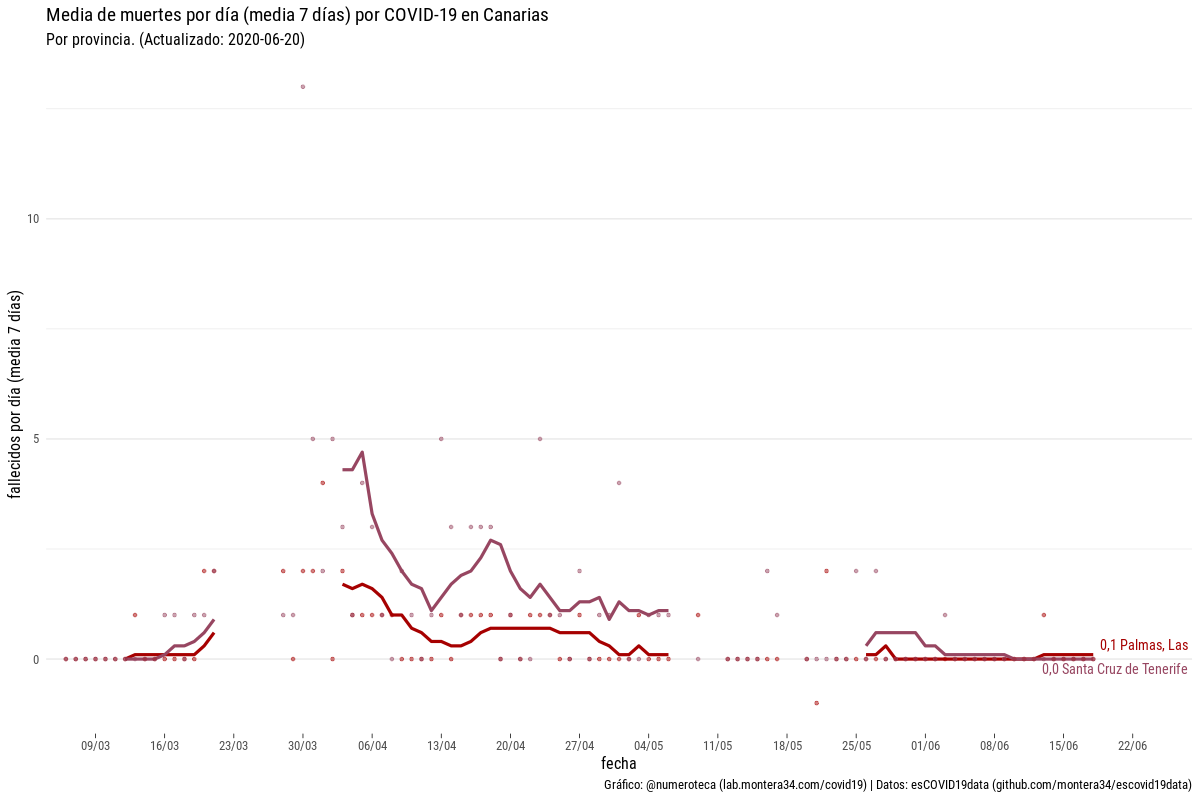 Media de muertes por día (media 7 días) por COVID-19 en Canarias
Por provincia. (Actualizado: 2020-06-20)
fallecidos por día (media 7 días)
10
5
0
0,1 Palmas, Las
0,0 Santa Cruz de Tenerife
09/03 16/03 23/03 30/03 06/04 13/04 20/04 27/04 04/05 11/05 18/05 25/05 01/06 08/06 15/06 22/06
fecha
Gráfico: @numeroteca (lab.montera34.com/covid19) | Datos: esCOVID19data (github.com/montera34/escovid19data)